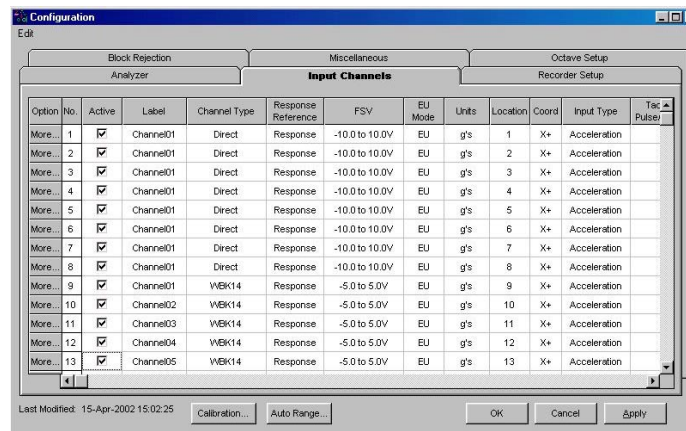 Configuration
Edit
Block Rejection Miscellaneous Octave Setup
Analyzer Input Channels Recorder Setup
Option No. Active Label Channel Type Response Reference FSV EU Mode Units Location Coord Input Type Tac Pulse/
More... 1 Channel01 Direct Response -10.0 to 10.0V EU g's 1 X+ Acceleration
More... 2 Channel01 Direct Response -10.0 to 10.0V EU g's 2 X+ Acceleration
More... 3 Channel01 Direct Response -10.0 to 10.0V EU g's 3 X+ Acceleration
More... 4 Channel01 Direct Response -10.0 to 10.0V EU g's 4 X+ Acceleration
More... 5 Channel01 Direct Response -10.0 to 10.0V EU g's 5 X+ Acceleration
More... 6 Channel01 Direct Response -10.0 to 10.0V EU g's 6 X+ Acceleration
More... 7 Channel01 Direct Response -10.0 to 10.0V EU g's 7 X+ Acceleration
More... 8 Channel01 Direct Response -10.0 to 10.0V EU g's 8 X+ Acceleration
More... 9 Channel01 WBK14 Response -5.0 to 5.0V EU g's 9 X+ Acceleration
More... 10 Channel02 WBK14 Response -5.0 to 5.0V EU g's 10 X+ Acceleration
More... 11 Channel03 WBK14 Response -5.0 to 5.0V EU g's 11 X+ Acceleration
More... 12 Channel04 WBK14 Response -5.0 to 5.0V EU g's 12 X+ Acceleration
More... 13 Channel05 WBK14 Response -5.0 to 5.0V EU g's 13 X+ Acceleration
Last Modified: 15-Apr-2002 15:02:25 Calibration... Auto Range... OK Cancel Apply